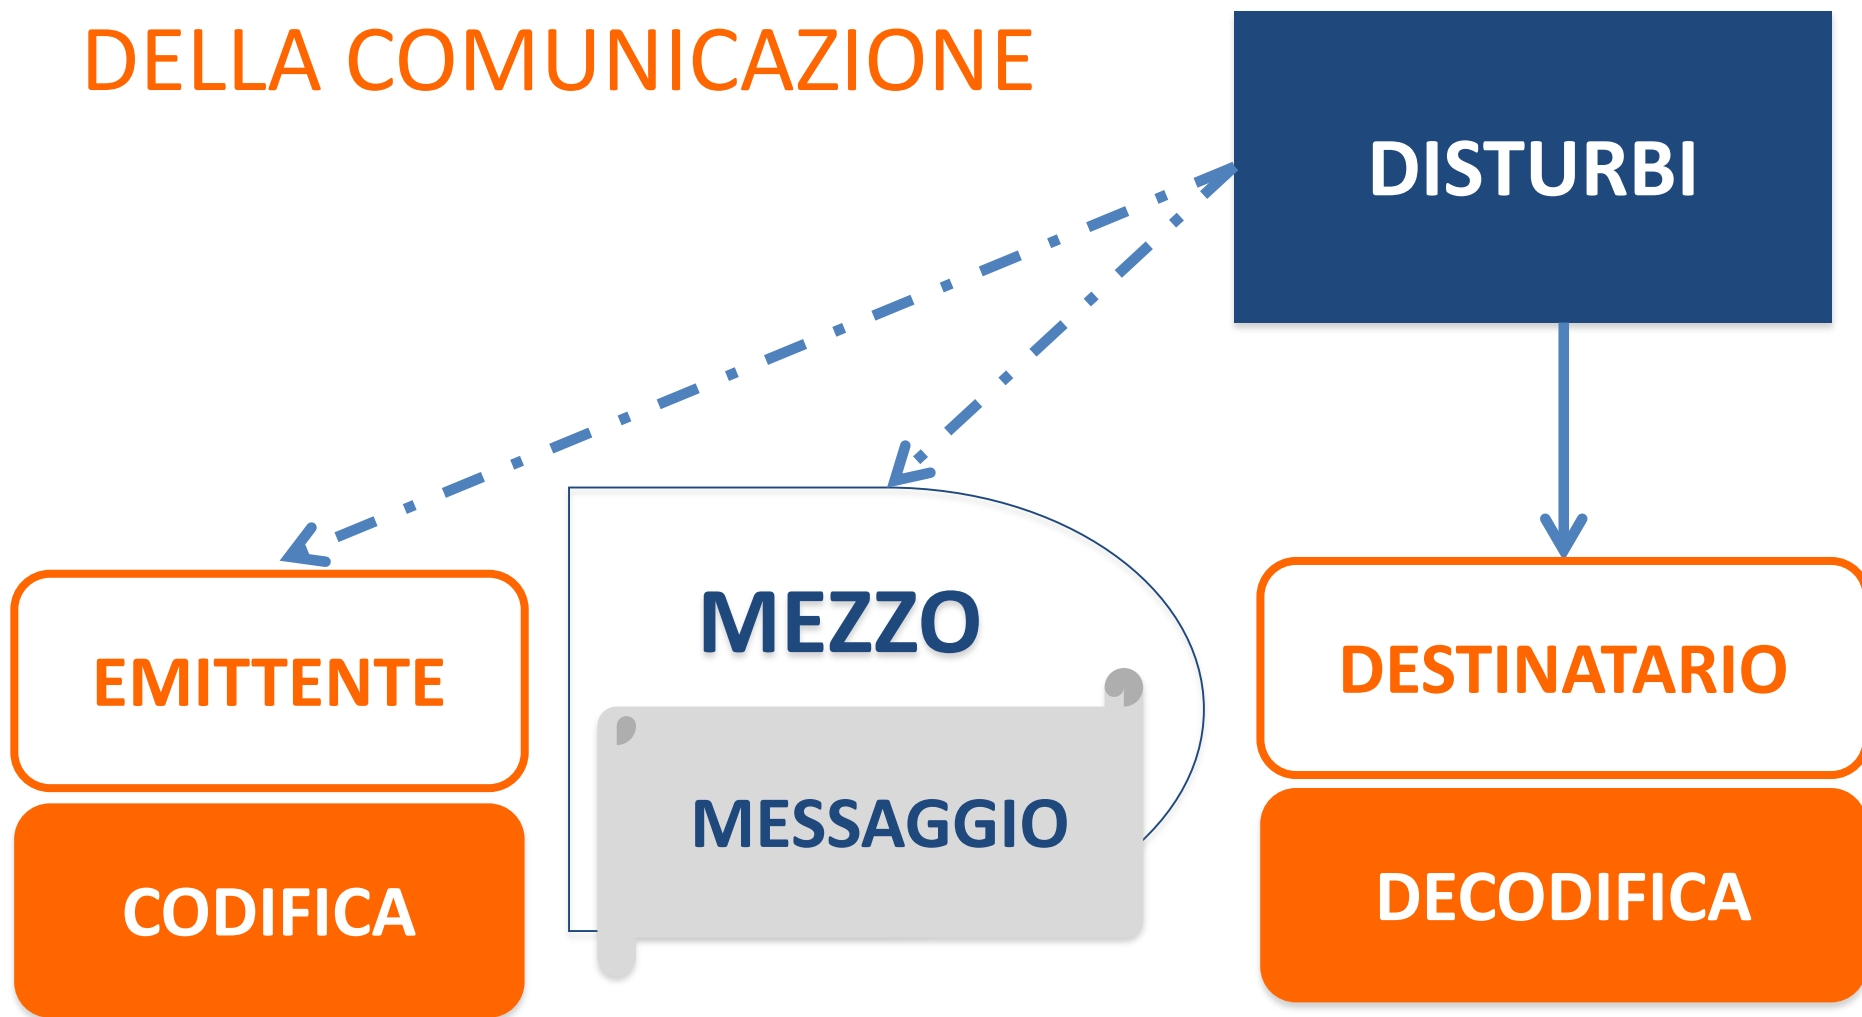 DELLA COMUNICAZIONE
DISTURBI
MEZZO
EMITTENTE
DESTINATARIO
MESSAGGIO
CODIFICA
DECODIFICA